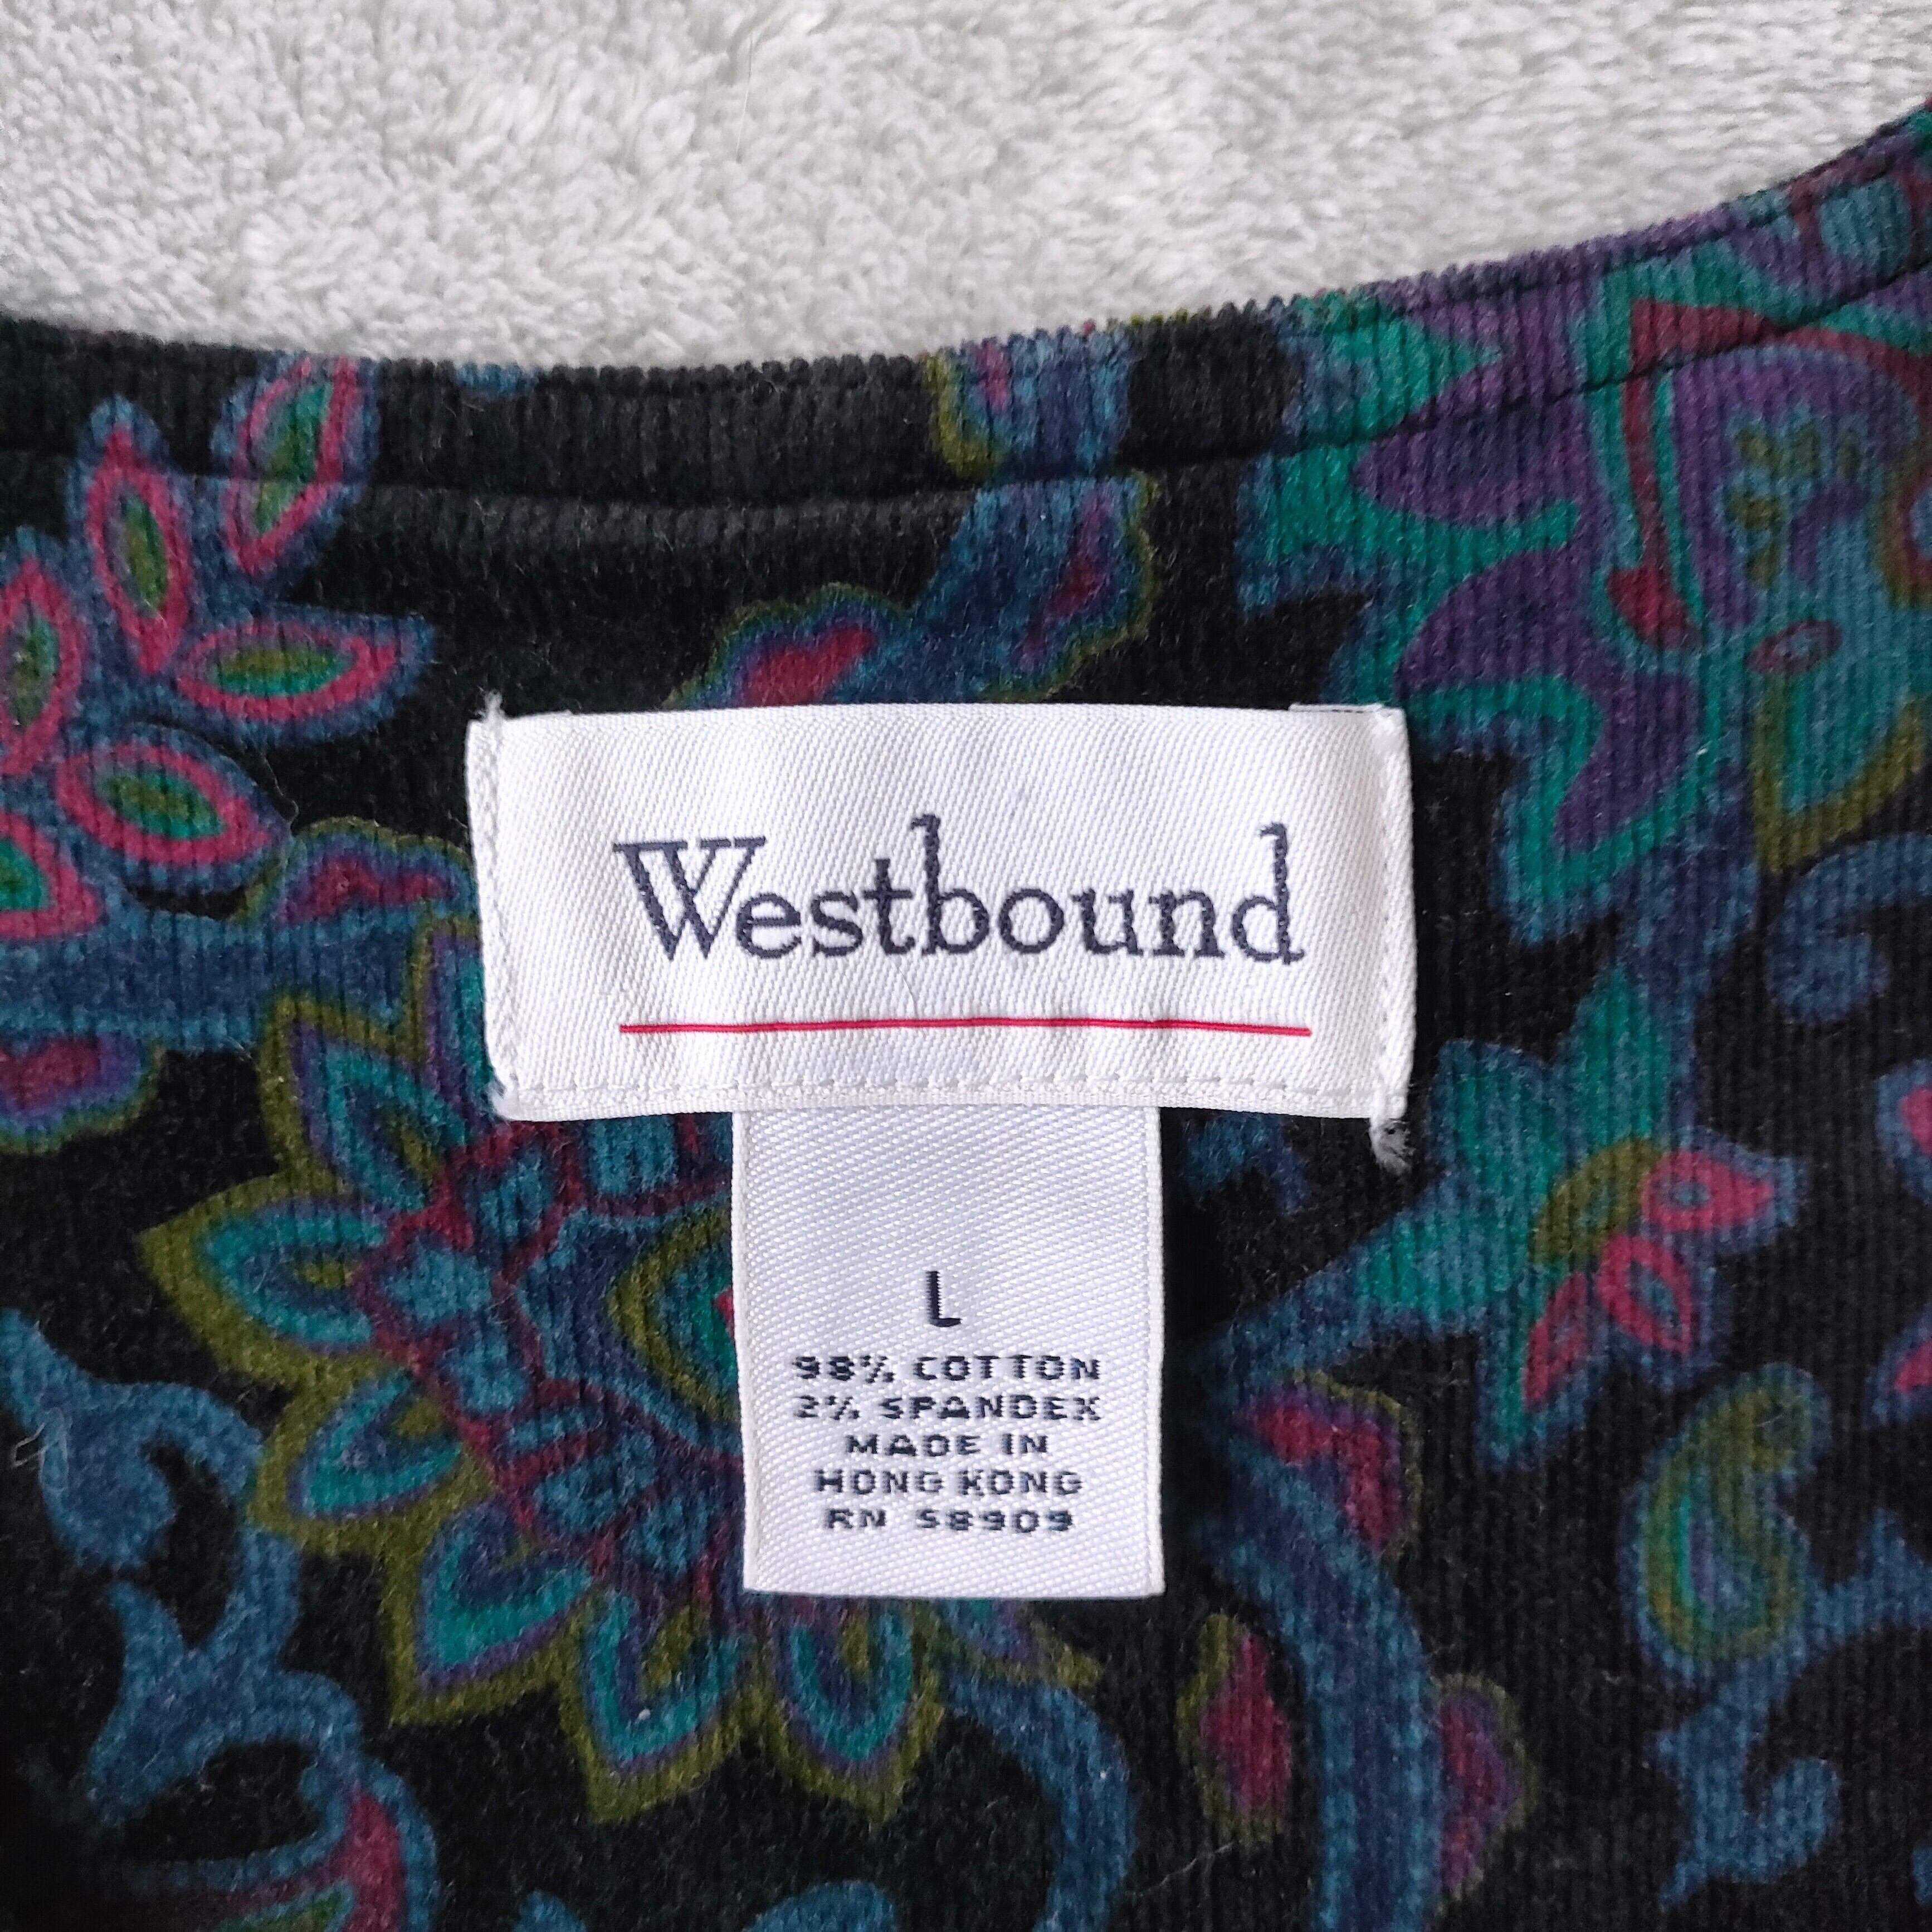 Westbound
L
98% COTTON
2% SPANDEX
MADE IN
HONG KONG
RN 58909